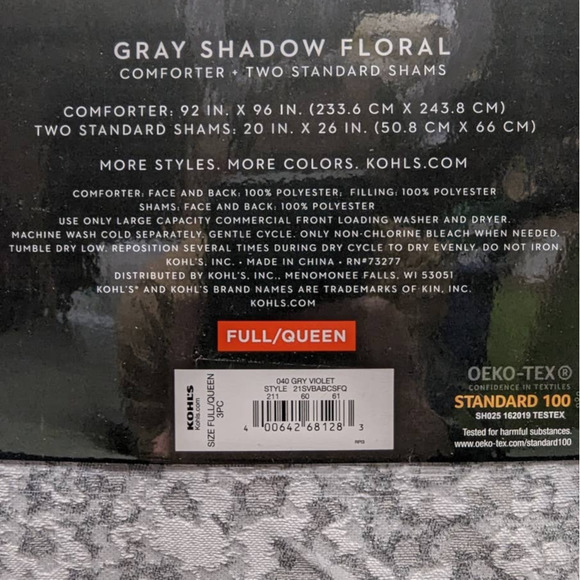 GRAY SHADOW FLORAL
COMFORTER + TWO STANDARD SHAMS
COMFORTER: 92 IN. X 96 IN. (233.6 CM X 243.8 CM)
TWO STANDARD SHAMS: 20 IN. X 26 IN. (50.8 CM X 66 CM)
MORE STYLES. MORE COLORS. KOHLS.COM
COMFORTER: FACE AND BACK: 100% POLYESTER; FILLING: 100% POLYESTER
SHAMS: FACE AND BACK: 100% POLYESTER
USE ONLY LARGE CAPACITY COMMERCIAL FRONT LOADING WASHER AND DRYER.
MACHINE WASH COLD SEPARATELY, GENTLE CYCLE. ONLY NON-CHLORINE BLEACH WHEN NEEDED.
TUMBLE DRY LOW. REPOSITION SEVERAL TIMES DURING DRY CYCLE TO DRY EVENLY. DO NOT IRON.
KOHL'S, INC. • MADE IN CHINA • RN#73277
DISTRIBUTED BY KOHL'S, INC., MENOMONEE FALLS, WI 53051
KOHL'S® AND KOHL'S BRAND NAMES ARE TRADEMARKS OF KIN, INC.
KOHLS.COM
FULL/QUEEN
KOHL'S
Kohls.com
SIZE FULL/QUEEN
3PC
040 GRY VIOLET
STYLE 21SVBABCSFQ
211 60 61
4 00642 68128 3
OEKO-TEX®
CONFIDENCE IN TEXTILES
STANDARD 100
SH025 162019 TESTEX
Tested for harmful substances.
www.oeko-tex.com/standard100